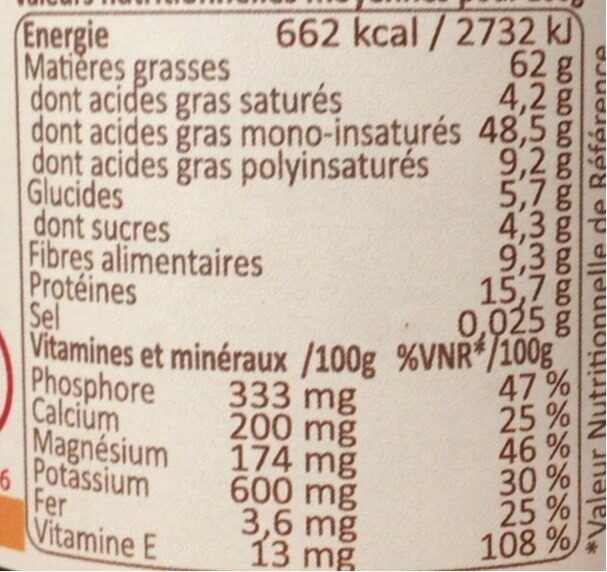 Energie 662 kcal / 2732 kJ
Matières grasses 62 g
dont acides gras saturés 4,2 g
dont acides gras mono-insaturés 48,5 g
dont acides gras polyinsaturés 9,2 g
Glucides 5,7 g
dont sucres 4,3 g
Fibres alimentaires 9,3 g
Protéines 15,7 g
Sel 0,025 g
Vitamines et minéraux /100g %VNR*/100g
Phosphore 333 mg 47 %
Calcium 200 mg 25 %
Magnésium 174 mg 46 %
Potassium 600 mg 30 %
Fer 3,6 mg 25 %
Vitamine E 13 mg 108 %
*Valeur Nutritionnelle de Référence
6